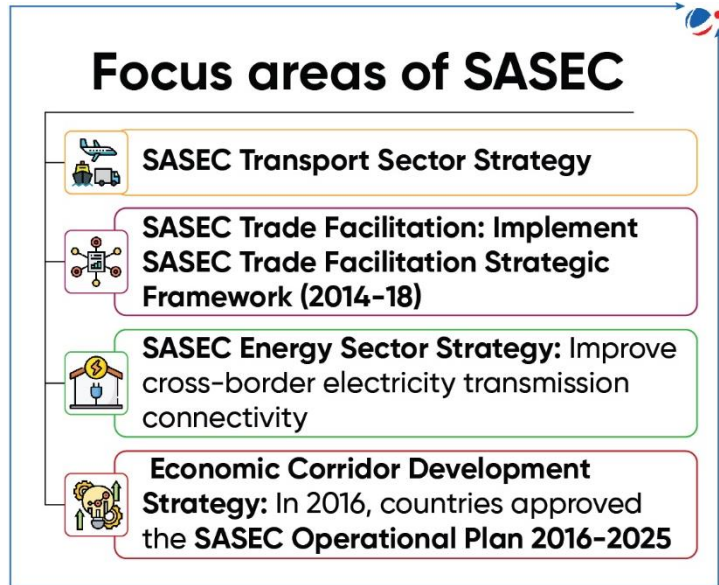 Focus areas of SASEC
SASEC Transport Sector Strategy
SASEC Trade Facilitation: Implement
SASEC Trade Facilitation Strategic
Framework (2014-18)
SASEC Energy Sector Strategy: Improve
cross-border electricity transmission
connectivity
Economic Corridor Development
Strategy: In 2016, countries approved
the SASEC Operational Plan 2016-2025